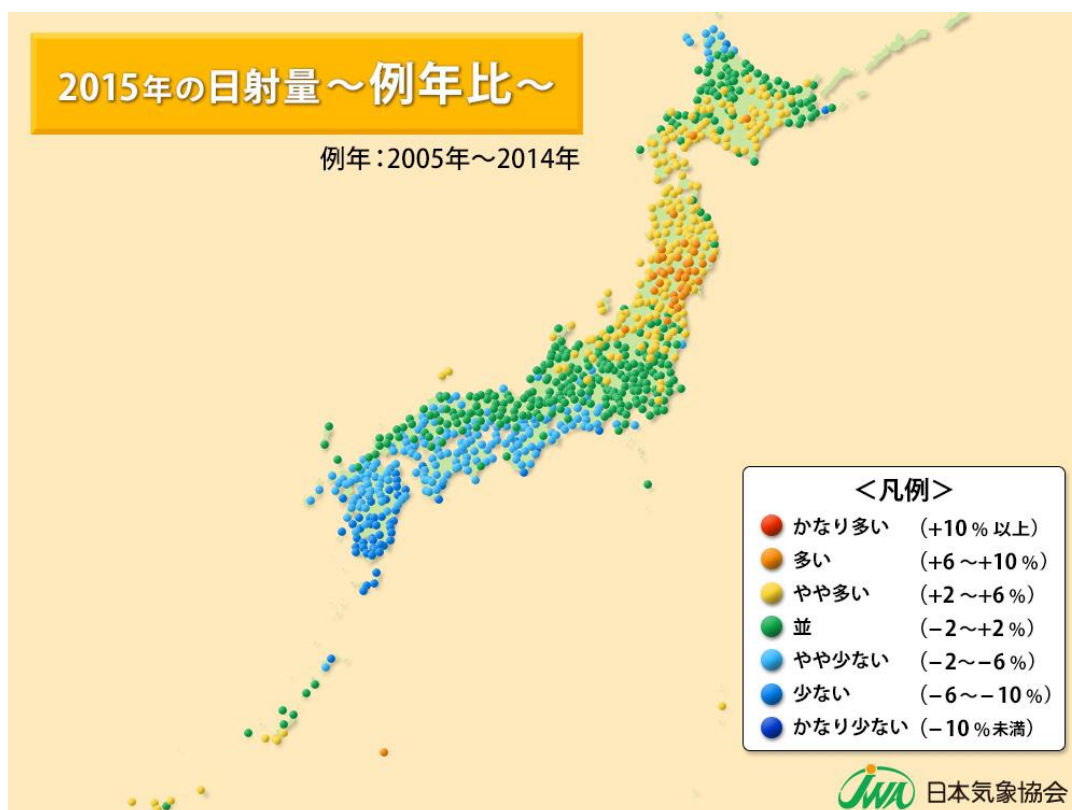 2015年の日射量～例年比～
例年：2005年～2014年
＜凡例＞
かなり多い （+10 % 以上）
多い （+6 ～+10 %）
やや多い （+2 ～+6 %）
並 （−2～+2 %）
やや少ない （−2～−6 %）
少ない （−6～−10 %）
かなり少ない （−10 %未満）
JWA 日本気象協会